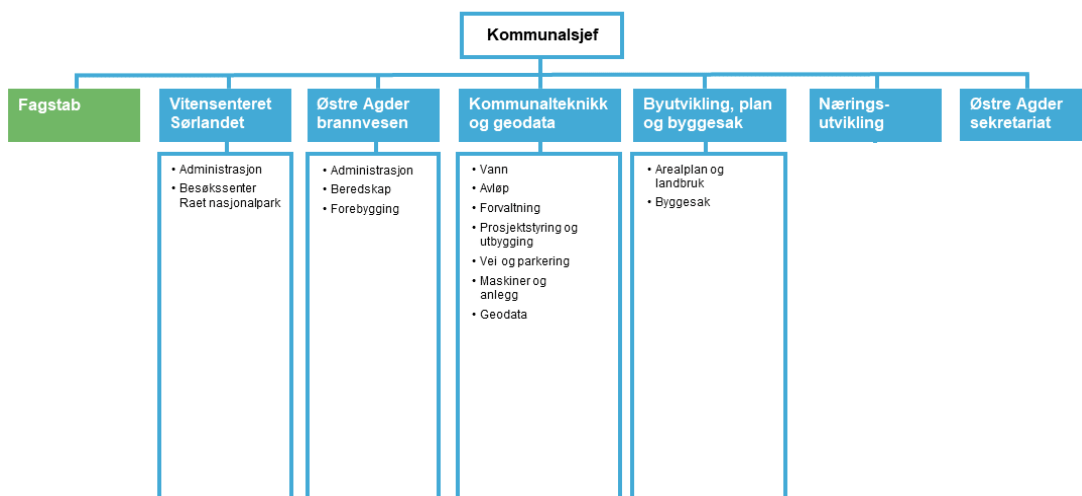 Kommunalsjef
Fagstab
Vitensenteret
Sørlandet
• Administrasjon
• Besøkssenter
Raet nasjonalpark
Østre Agder
brannvesen
• Administrasjon
• Beredskap
• Forebygging
Kommunalteknikk
og geodata
• Vann
• Avløp
• Forvaltning
• Prosjektstyring og
utbygging
• Vei og parkering
• Maskiner og
anlegg
• Geodata
Byutvikling, plan
og byggesak
• Arealplan og
landbruk
• Byggesak
Nærings-
utvikling
Østre Agder
sekretariat